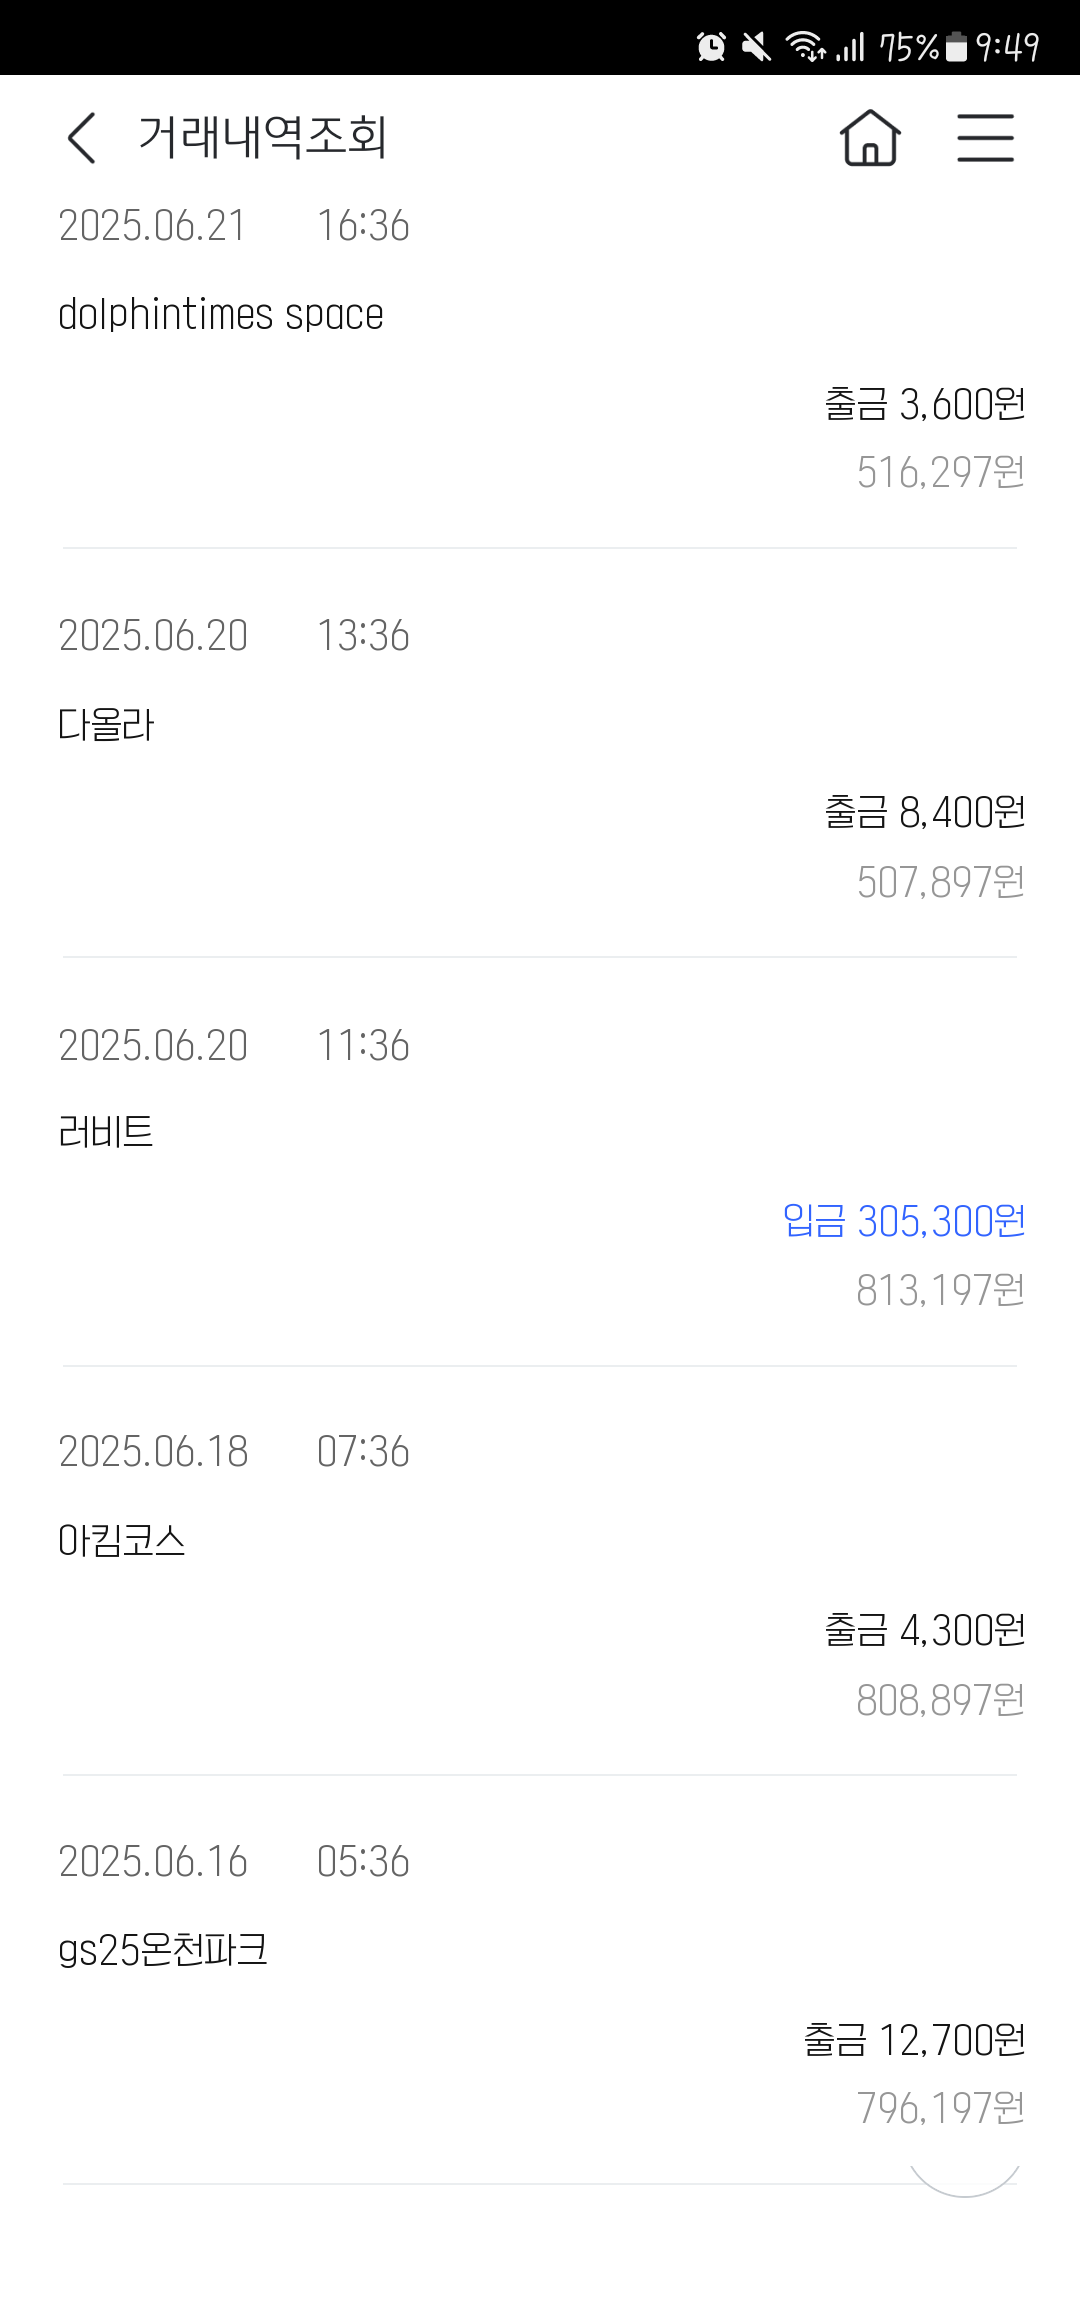 75% 9:49
거래내역조회
2025.06.21 16:36
dolphintimes space
출금 3,600원
516,297원
2025.06.20 13:36
다올라
출금 8,400원
507,897원
2025.06.20 11:36
러비트
입금 305,300원
813,197원
2025.06.18 07:36
아킴코스
출금 4,300원
808,897원
2025.06.16 05:36
gs25온천파크
출금 12,700원
796,197원